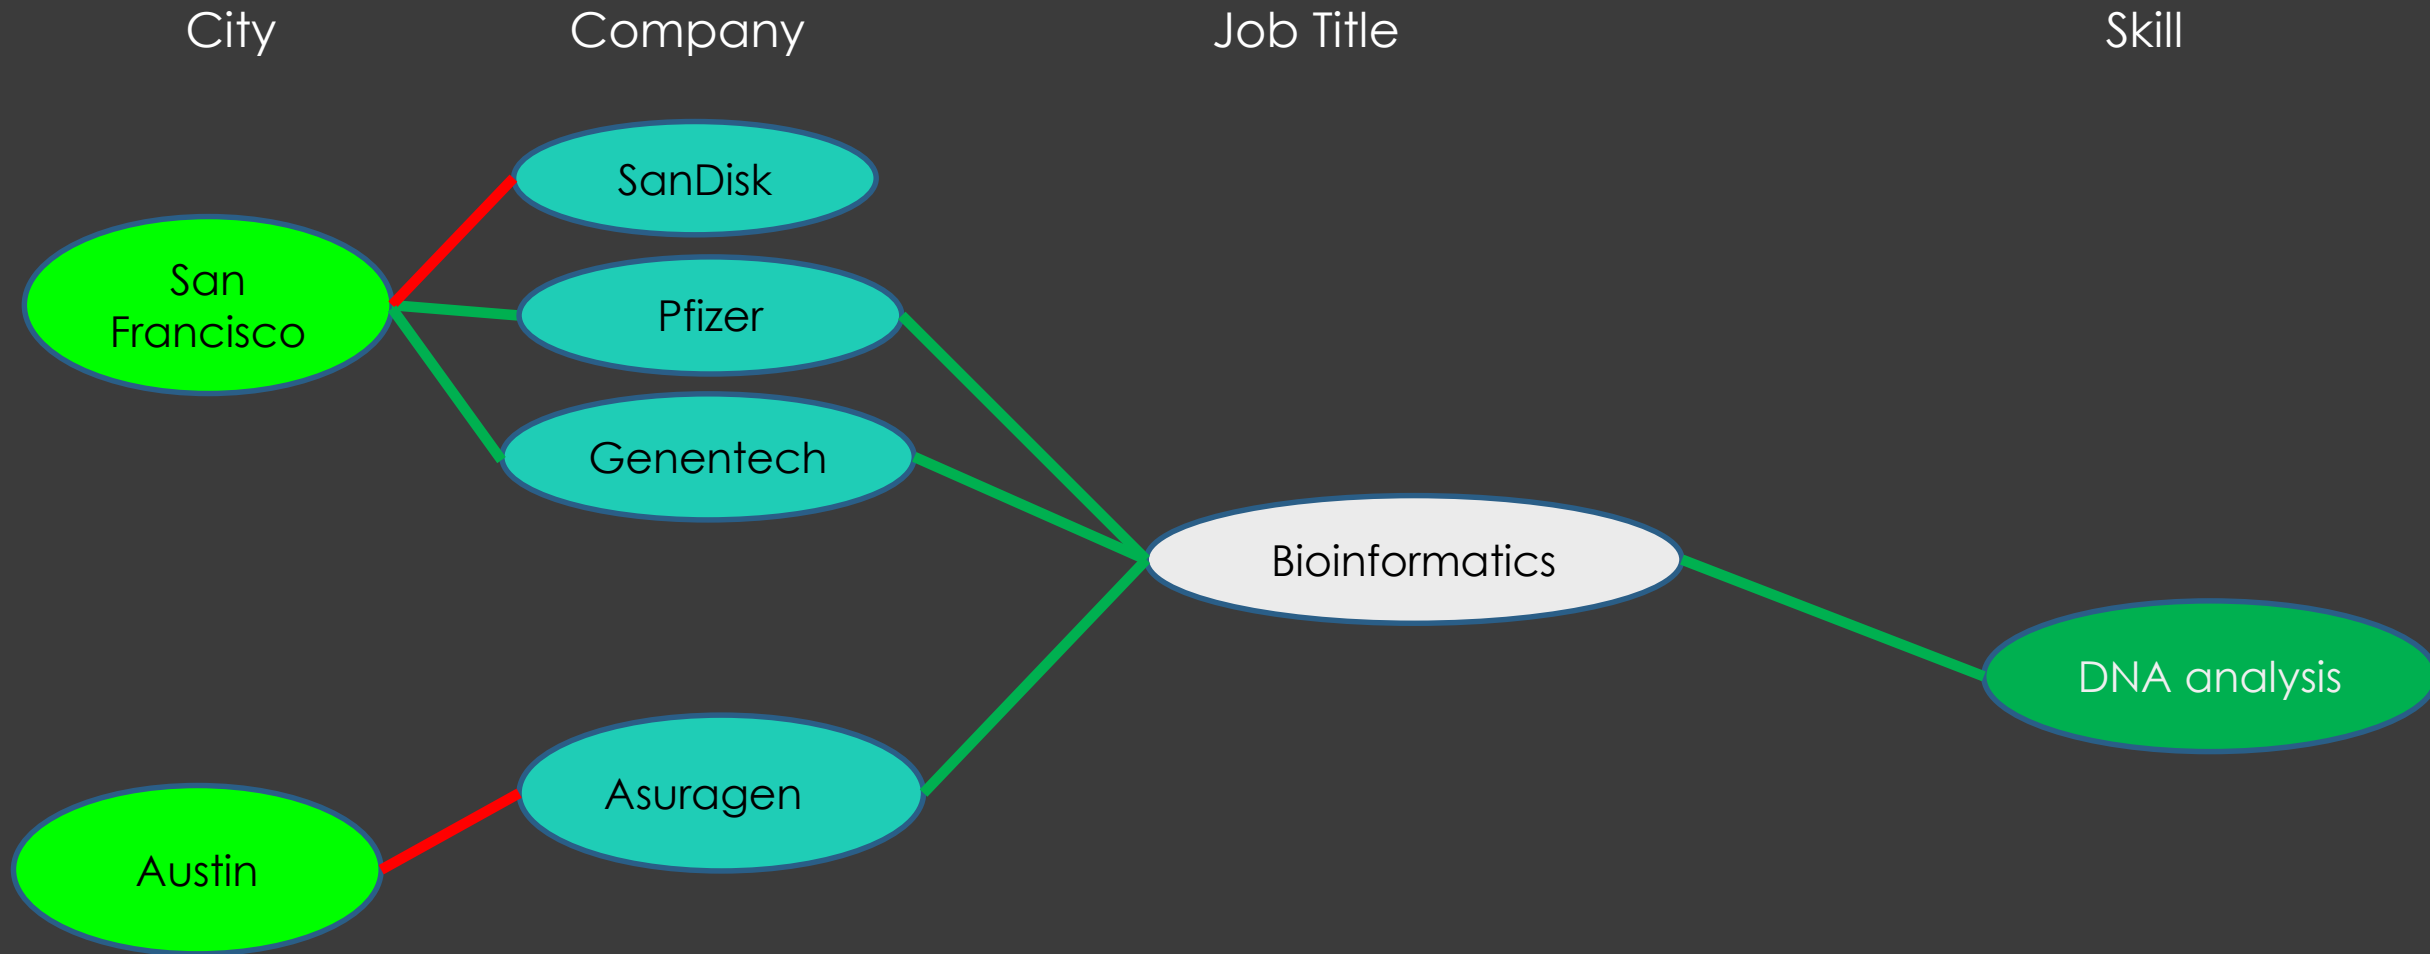 City
Company
Job Title
Skill
SanDisk
San
Francisco
Pfizer
Genentech
Bioinformatics
DNA analysis
Asuragen
Austin